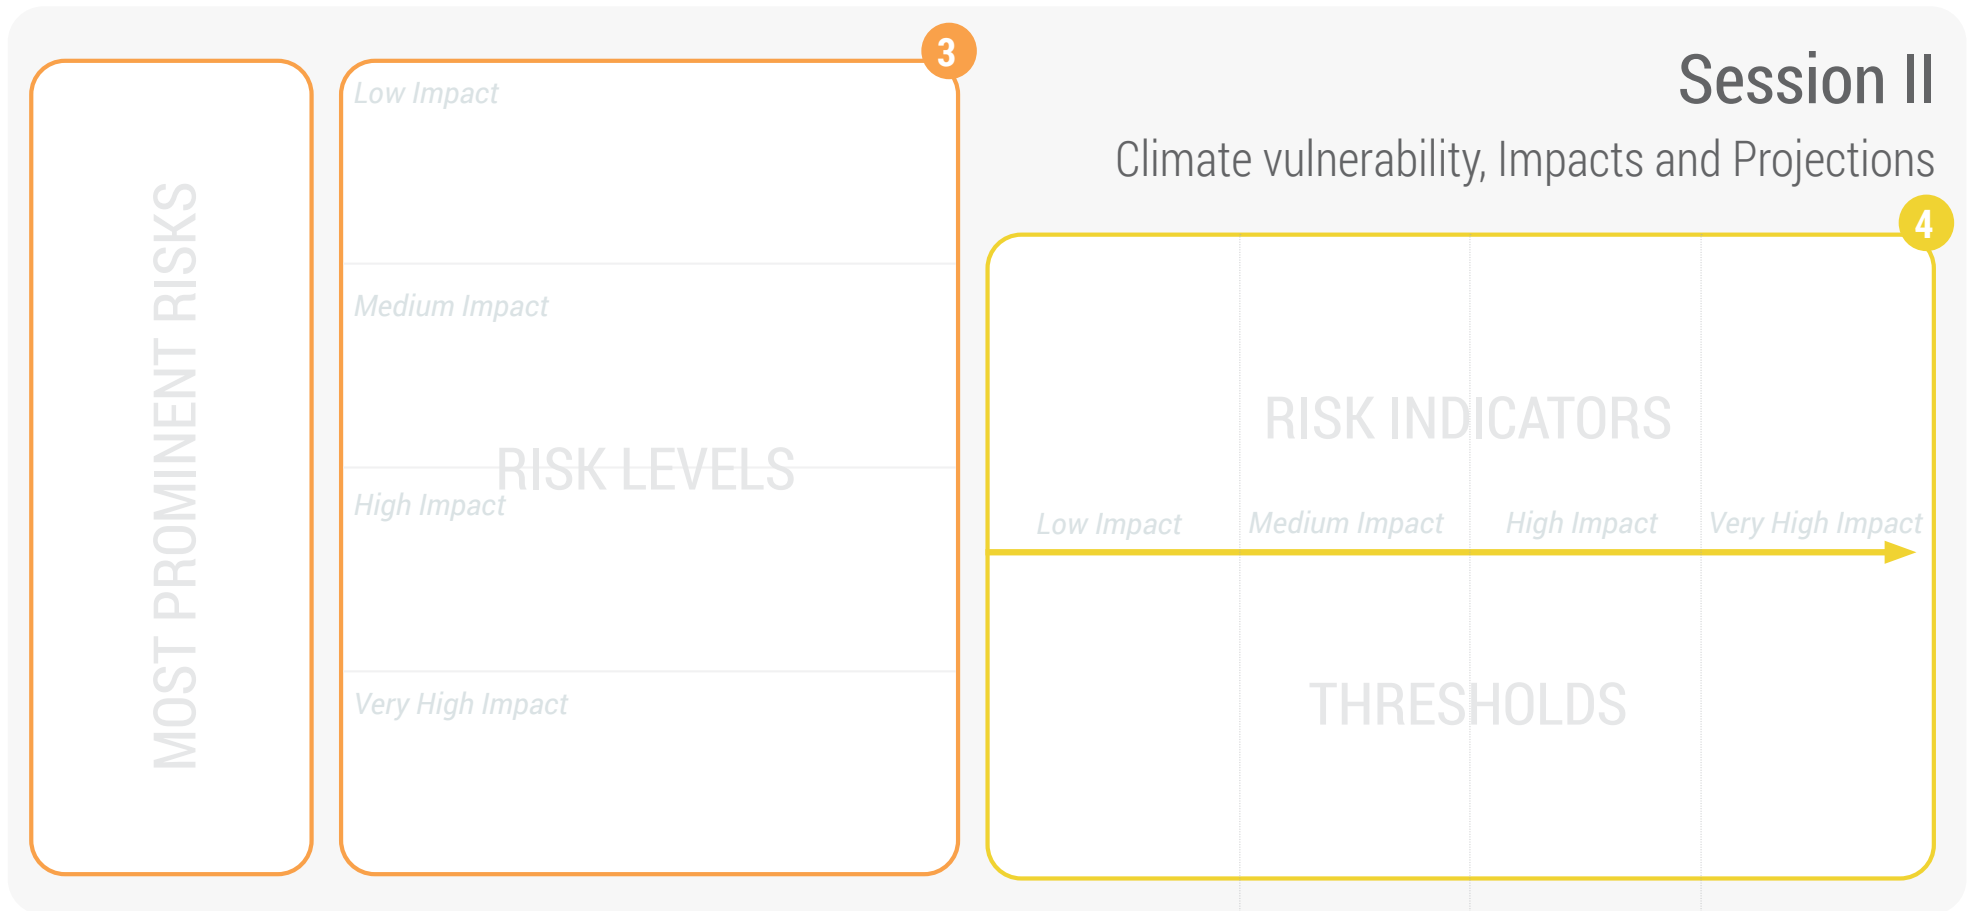 Session II
Climate vulnerability, Impacts and Projections
MOST PROMINENT RISKS
3
Low Impact
Medium Impact
RISK LEVELS
High Impact
Very High Impact
4
RISK INDICATORS
Low Impact Medium Impact High Impact Very High Impact
THRESHOLDS